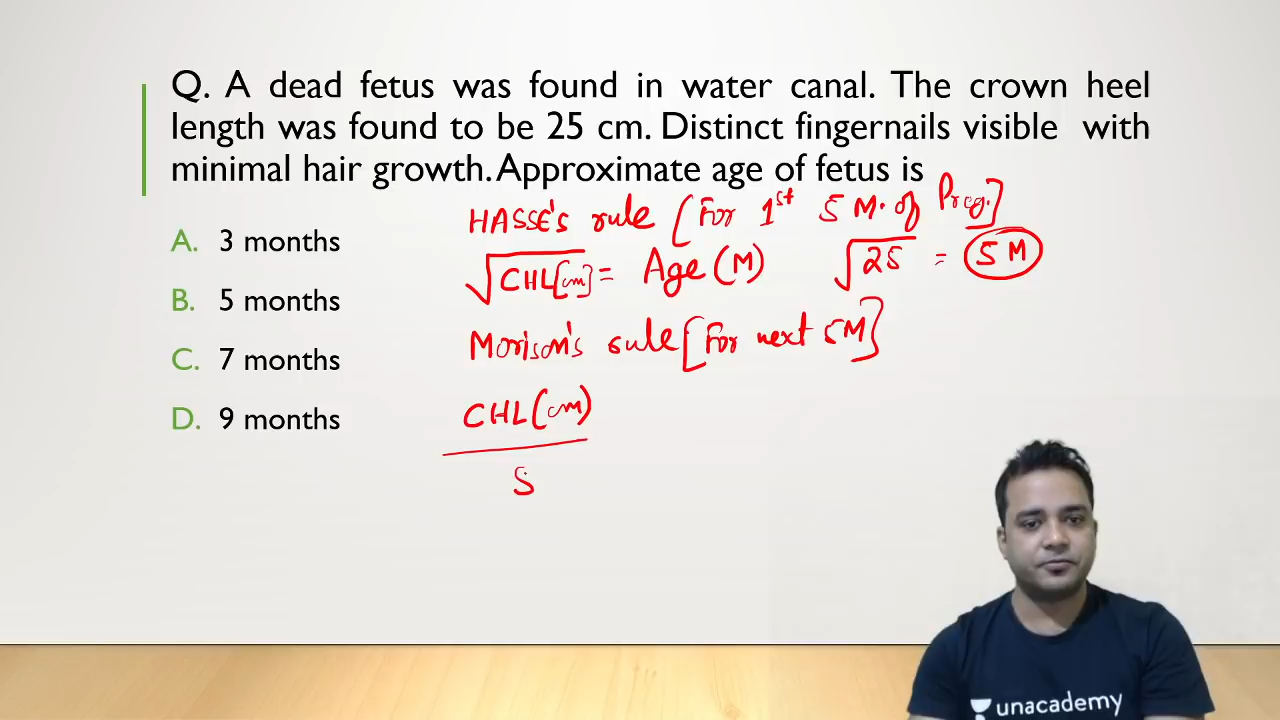 Q. A dead fetus was found in water canal. The crown heel
length was found to be 25 cm. Distinct fingernails visible with
minimal hair growth. Approximate age of fetus is
HASSE's rule [For 1st 5 M. of Preg.]
A. 3 months
√CHL[cm] = Age (M) √25 = 5 M
B. 5 months
Morison's rule [For next 5M]
C. 7 months
D. 9 months
CHL(cm)
5
unacademy